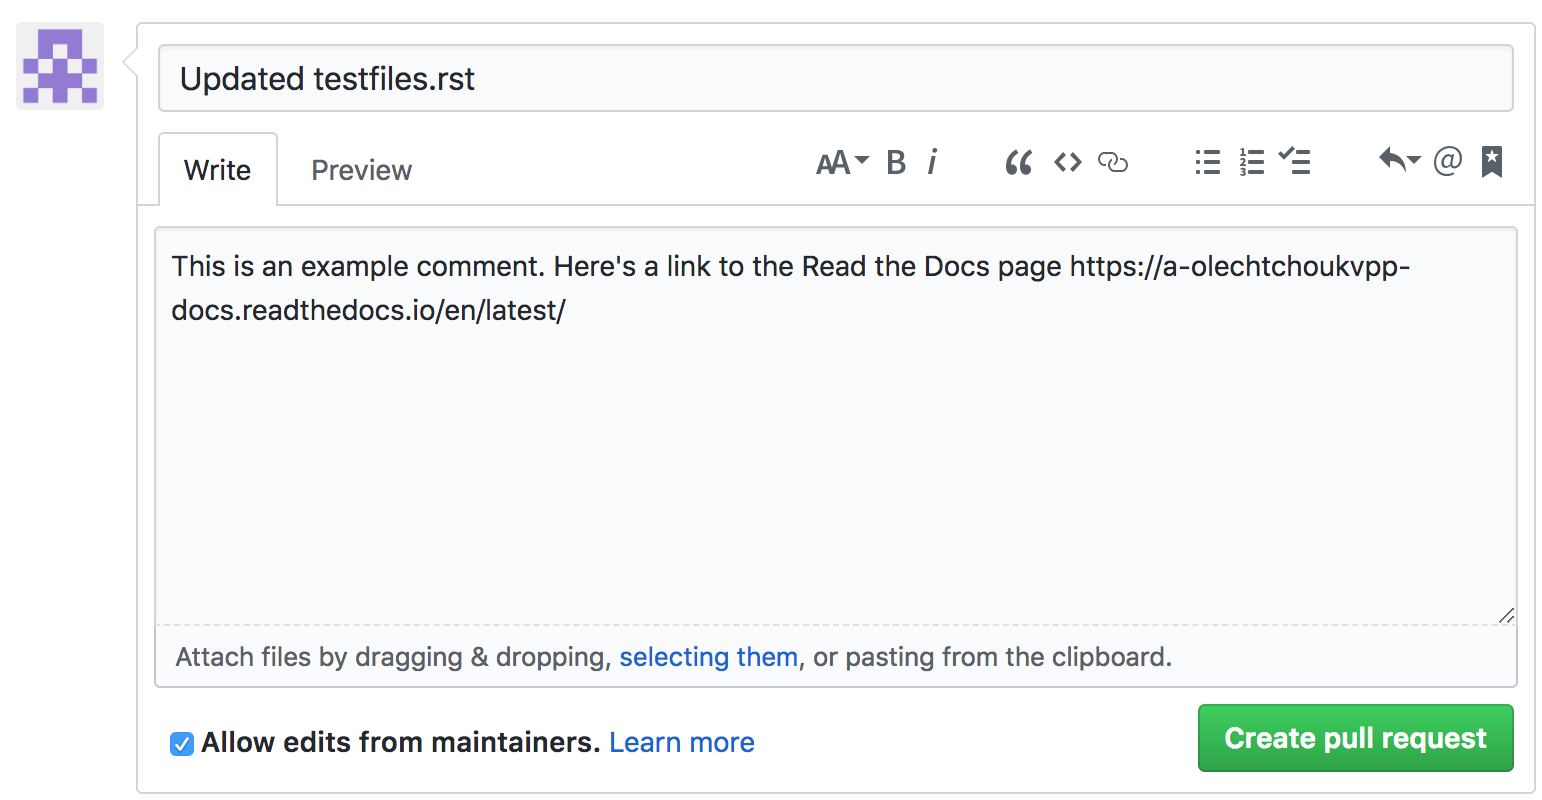 Updated testfiles.rst
Write Preview AA B i @
This is an example comment. Here's a link to the Read the Docs page https://a-olechtchoukvpp-
docs.readthedocs.io/en/latest/
Attach files by dragging & dropping, selecting them, or pasting from the clipboard.
Allow edits from maintainers. Learn more
Create pull request